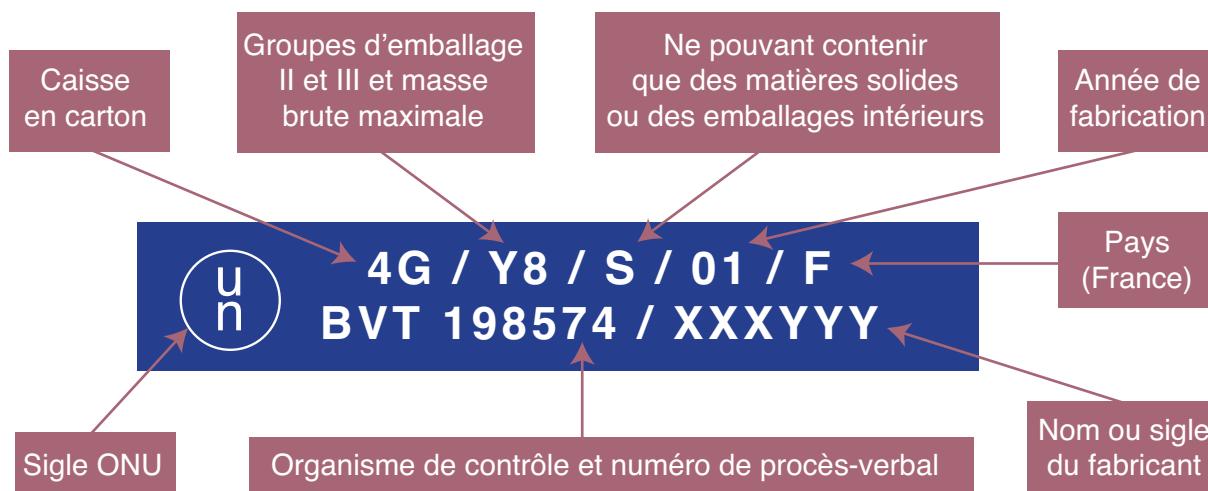 Caisse
en carton
Groupes d'emballage
II et III et masse
brute maximale
Ne pouvant contenir
que des matières solides
ou des emballages intérieurs
Année de
fabrication
Pays
(France)
un
4G / Y8 / S / 01 / F
BVT 198574 / XXXYYY
Sigle ONU
Organisme de contrôle et numéro de procès-verbal
Nom ou sigle
du fabricant